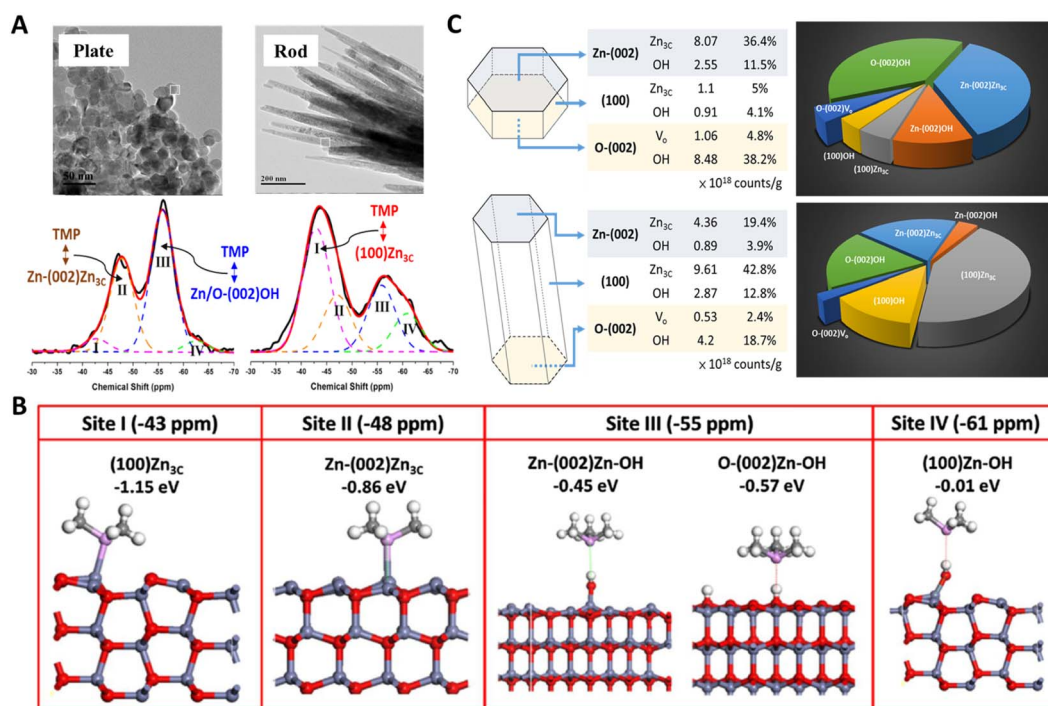 A
Plate
50 nm
Rod
200 nm
TMP
Zn-(002)Zn3C
TMP
Zn/O-(002)OH
I
II
III
IV
-30 -35 -40 -45 -50 -55 -60 -65 -70
Chemical Shift (ppm)
TMP
(100)Zn3C
I
II
III
IV
-30 -35 -40 -45 -50 -55 -60 -65 -70
Chemical Shift (ppm)
C
Zn-(002) Zn3C 8.07 36.4%
OH 2.55 11.5%
(100) Zn3C 1.1 5%
OH 0.91 4.1%
O-(002) Vo 1.06 4.8%
OH 8.48 38.2%
× 10^18 counts/g
O-(002)OH
Zn-(002)Zn3C
O-(002)Vo
(100)OH
(100)Zn3C
Zn-(002)OH
Zn-(002) Zn3C 4.36 19.4%
OH 0.89 3.9%
(100) Zn3C 9.61 42.8%
OH 2.87 12.8%
O-(002) Vo 0.53 2.4%
OH 4.2 18.7%
× 10^18 counts/g
Zn-(002)OH
Zn-(002)Zn3C
O-(002)OH
(100)Zn3C
(100)OH
O-(002)Vo
B
Site I (-43 ppm)
Site II (-48 ppm)
Site III (-55 ppm)
Site IV (-61 ppm)
(100)Zn3C
-1.15 eV
Zn-(002)Zn3C
-0.86 eV
Zn-(002)Zn-OH
-0.45 eV
O-(002)Zn-OH
-0.57 eV
(100)Zn-OH
-0.01 eV